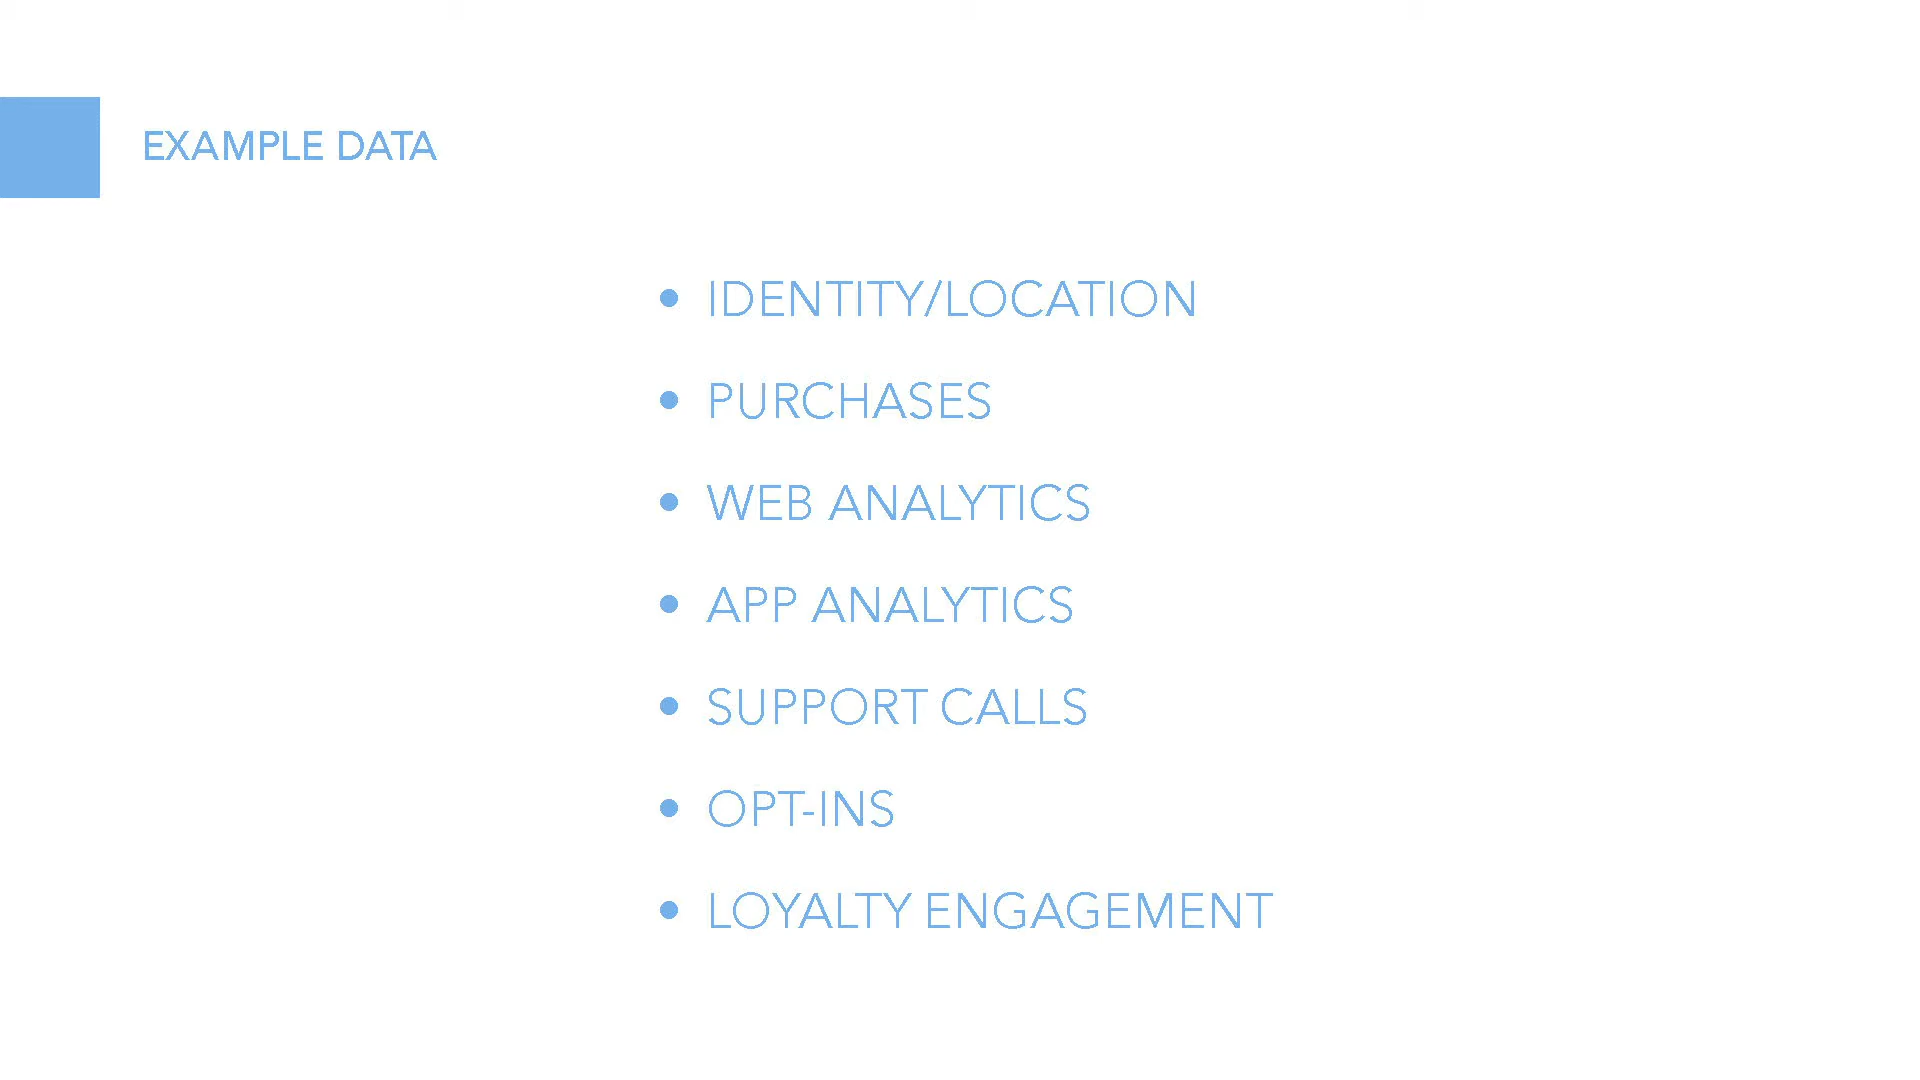 EXAMPLE DATA
• IDENTITY/LOCATION
• PURCHASES
• WEB ANALYTICS
• APP ANALYTICS
• SUPPORT CALLS
• OPT-INS
• LOYALTY ENGAGEMENT